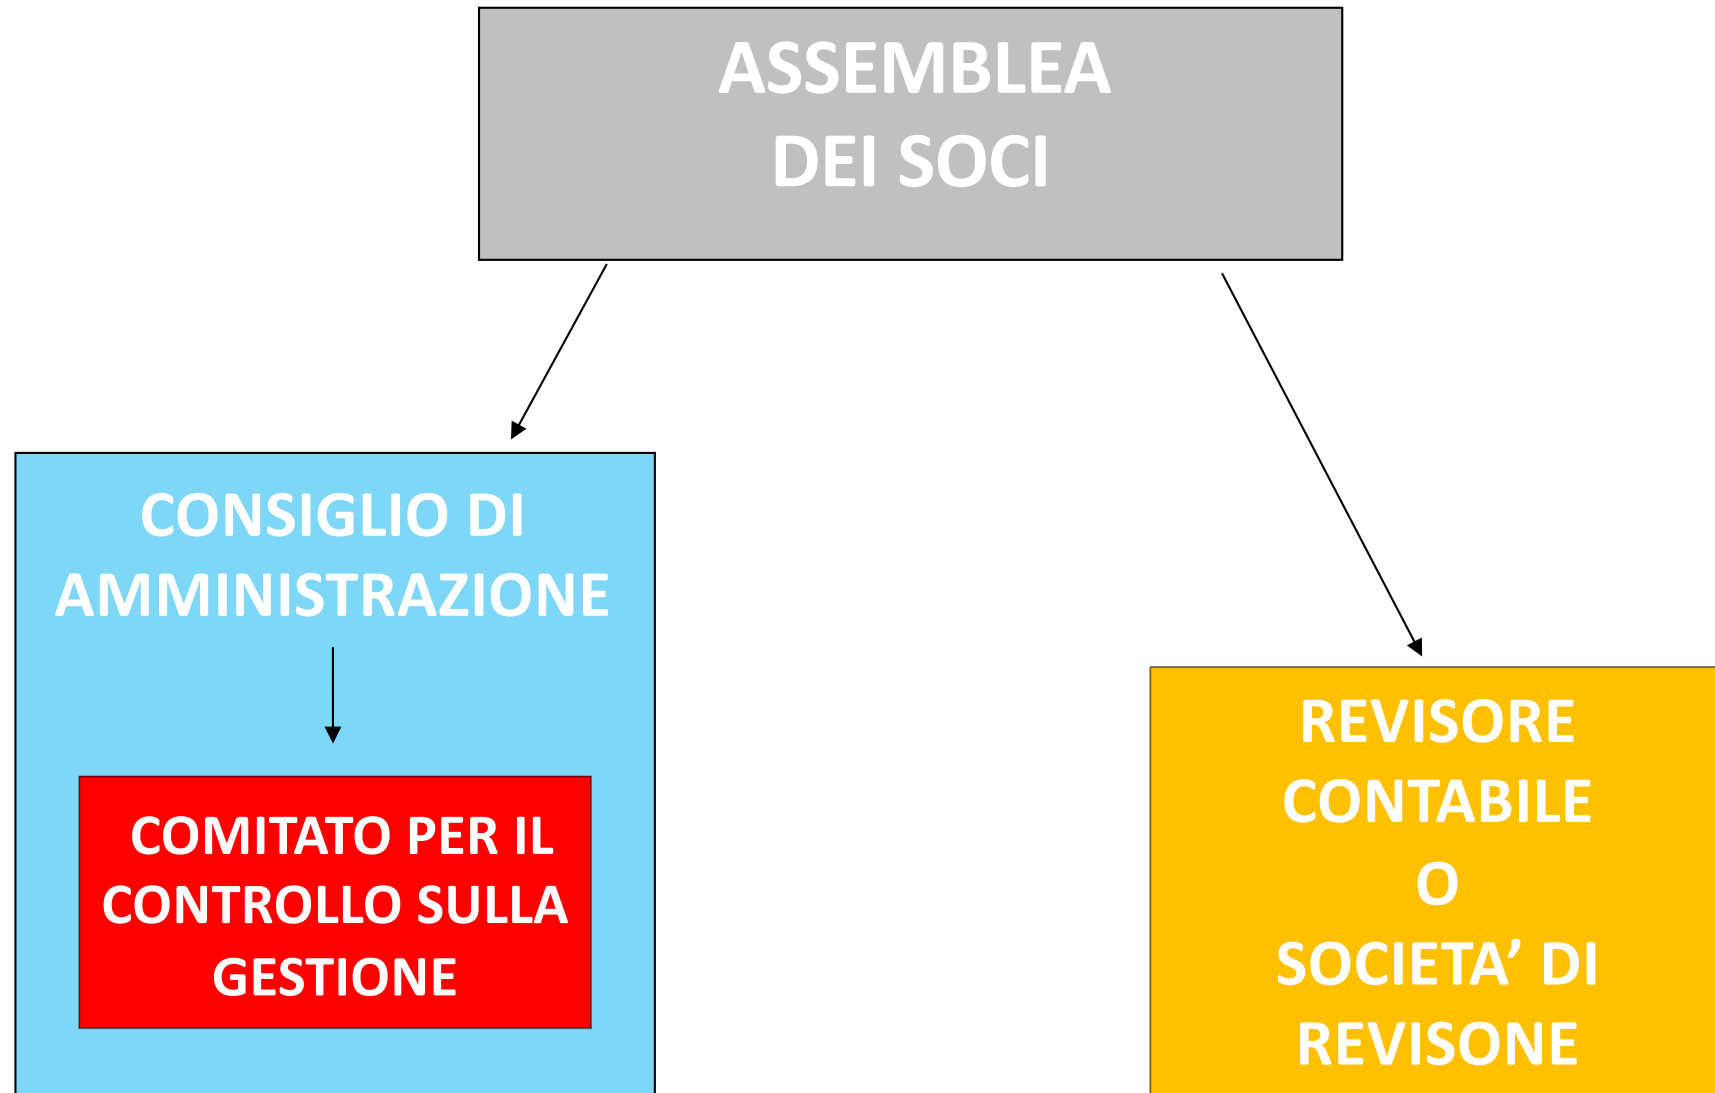 ASSEMBLEA
DEI SOCI
CONSIGLIO DI
AMMINISTRAZIONE
COMITATO PER IL
CONTROLLO SULLA
GESTIONE
REVISORE
CONTABILE
O
SOCIETA’ DI
REVISONE